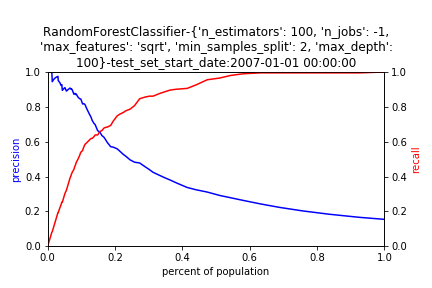 RandomForestClassifier-{'n_estimators': 100, 'n_jobs': -1,
'max_features': 'sqrt', 'min_samples_split': 2, 'max_depth':
100}-test_set_start_date:2007-01-01 00:00:00
1.0
0.8
0.6
0.4
0.2
0.0
precision
1.0
0.8
0.6
0.4
0.2
0.0
recall
0.0 0.2 0.4 0.6 0.8 1.0
percent of population